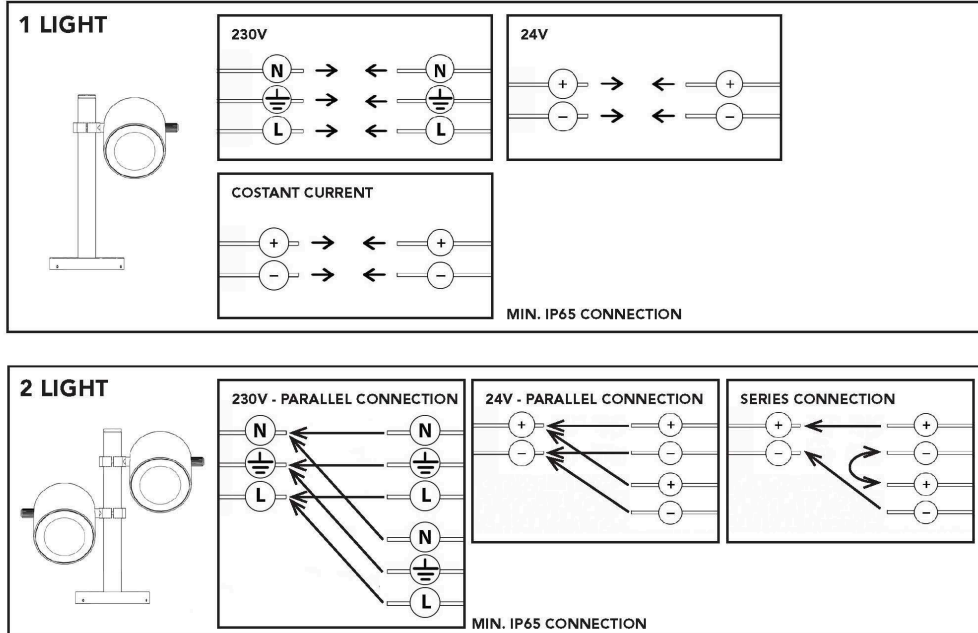 1 LIGHT
230V
N N
L L
24V
+ +
− −
COSTANT CURRENT
+ +
− −
MIN. IP65 CONNECTION
2 LIGHT
230V - PARALLEL CONNECTION
N N
L L
N
L
24V - PARALLEL CONNECTION
+ +
− −
+
−
SERIES CONNECTION
+ +
− −
+
−
MIN. IP65 CONNECTION